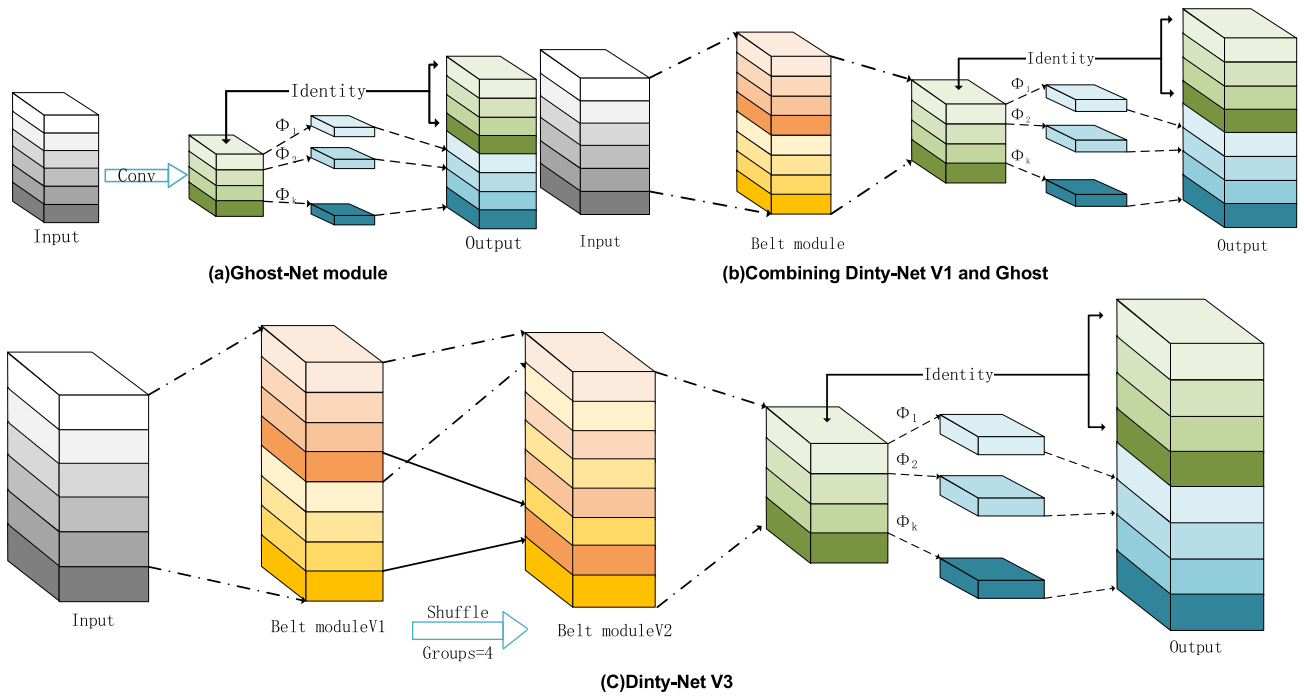 Identity
Φ1
Φ2
Φk
Conv
Input
Output
(a)Ghost-Net module
Identity
Φ1
Φ2
Φk
Input
Belt module
Output
(b)Combining Dinty-Net V1 and Ghost
Identity
Φ1
Φ2
Φk
Input
Belt moduleV1
Shuffle
Groups=4
Belt moduleV2
Output
(C)Dinty-Net V3